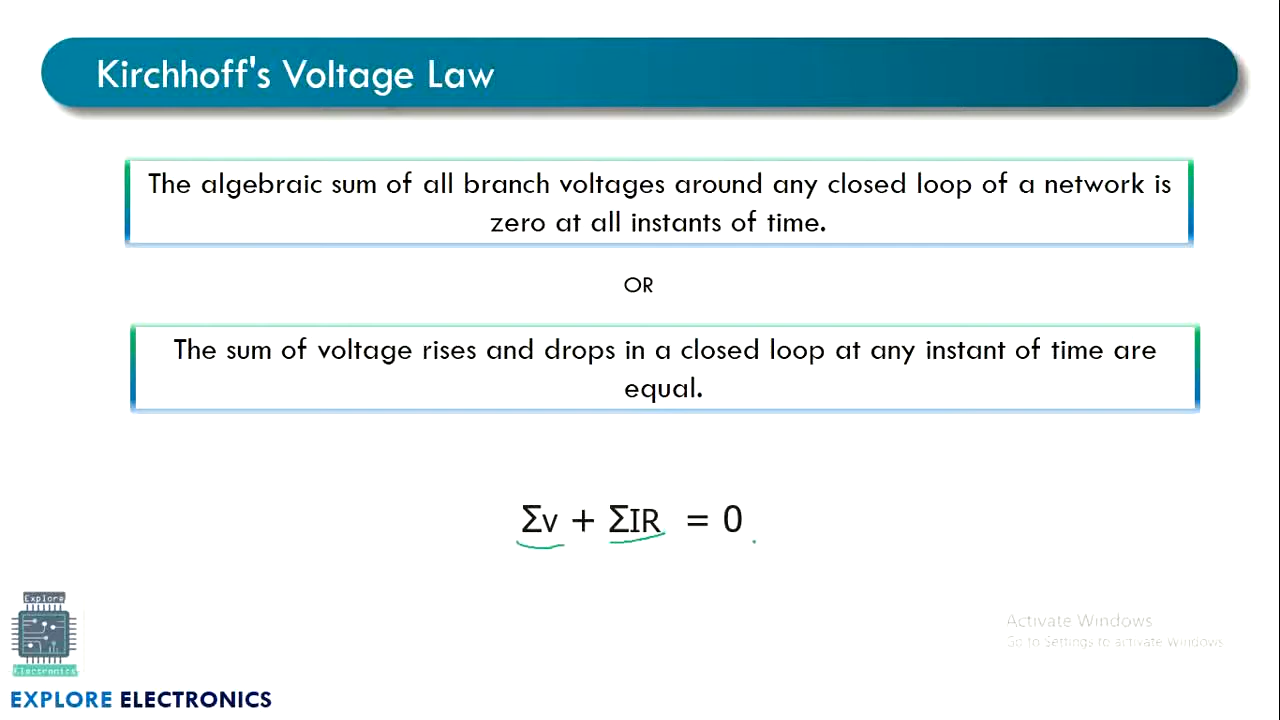 Kirchhoff's Voltage Law
The algebraic sum of all branch voltages around any closed loop of a network is
zero at all instants of time.
OR
The sum of voltage rises and drops in a closed loop at any instant of time are
equal.
Σv + ΣIR = 0
Explore
Electronics
Activate Windows
Go to Settings to activate Windows.
EXPLORE ELECTRONICS